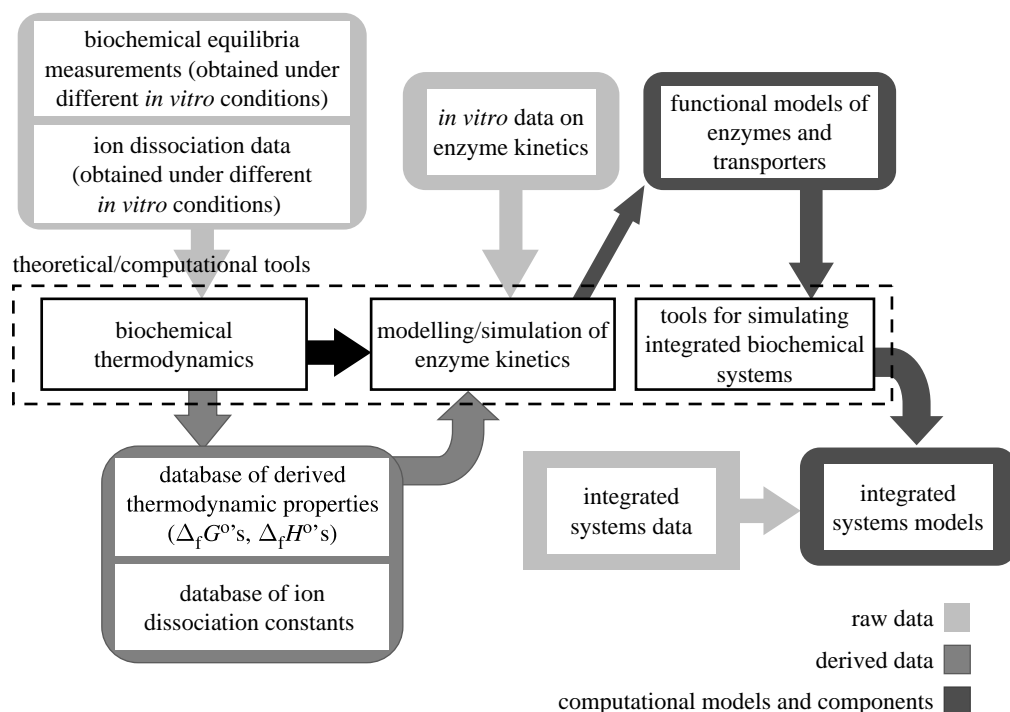 biochemical equilibria
measurements (obtained under
different in vitro conditions)
ion dissociation data
(obtained under different
in vitro conditions)
in vitro data on
enzyme kinetics
functional models of
enzymes and
transporters
theoretical/computational tools
biochemical
thermodynamics
modelling/simulation of
enzyme kinetics
tools for simulating
integrated biochemical
systems
database of derived
thermodynamic properties
(ΔfGº's, ΔfHº's)
database of ion
dissociation constants
integrated
systems data
integrated
systems models
raw data
derived data
computational models and components